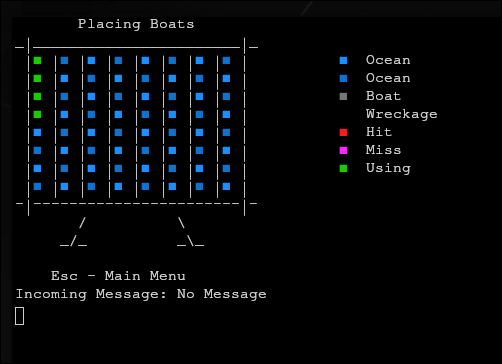 Placing Boats
Ocean
Ocean
Boat
Wreckage
Hit
Miss
Using
Esc - Main Menu
Incoming Message: No Message